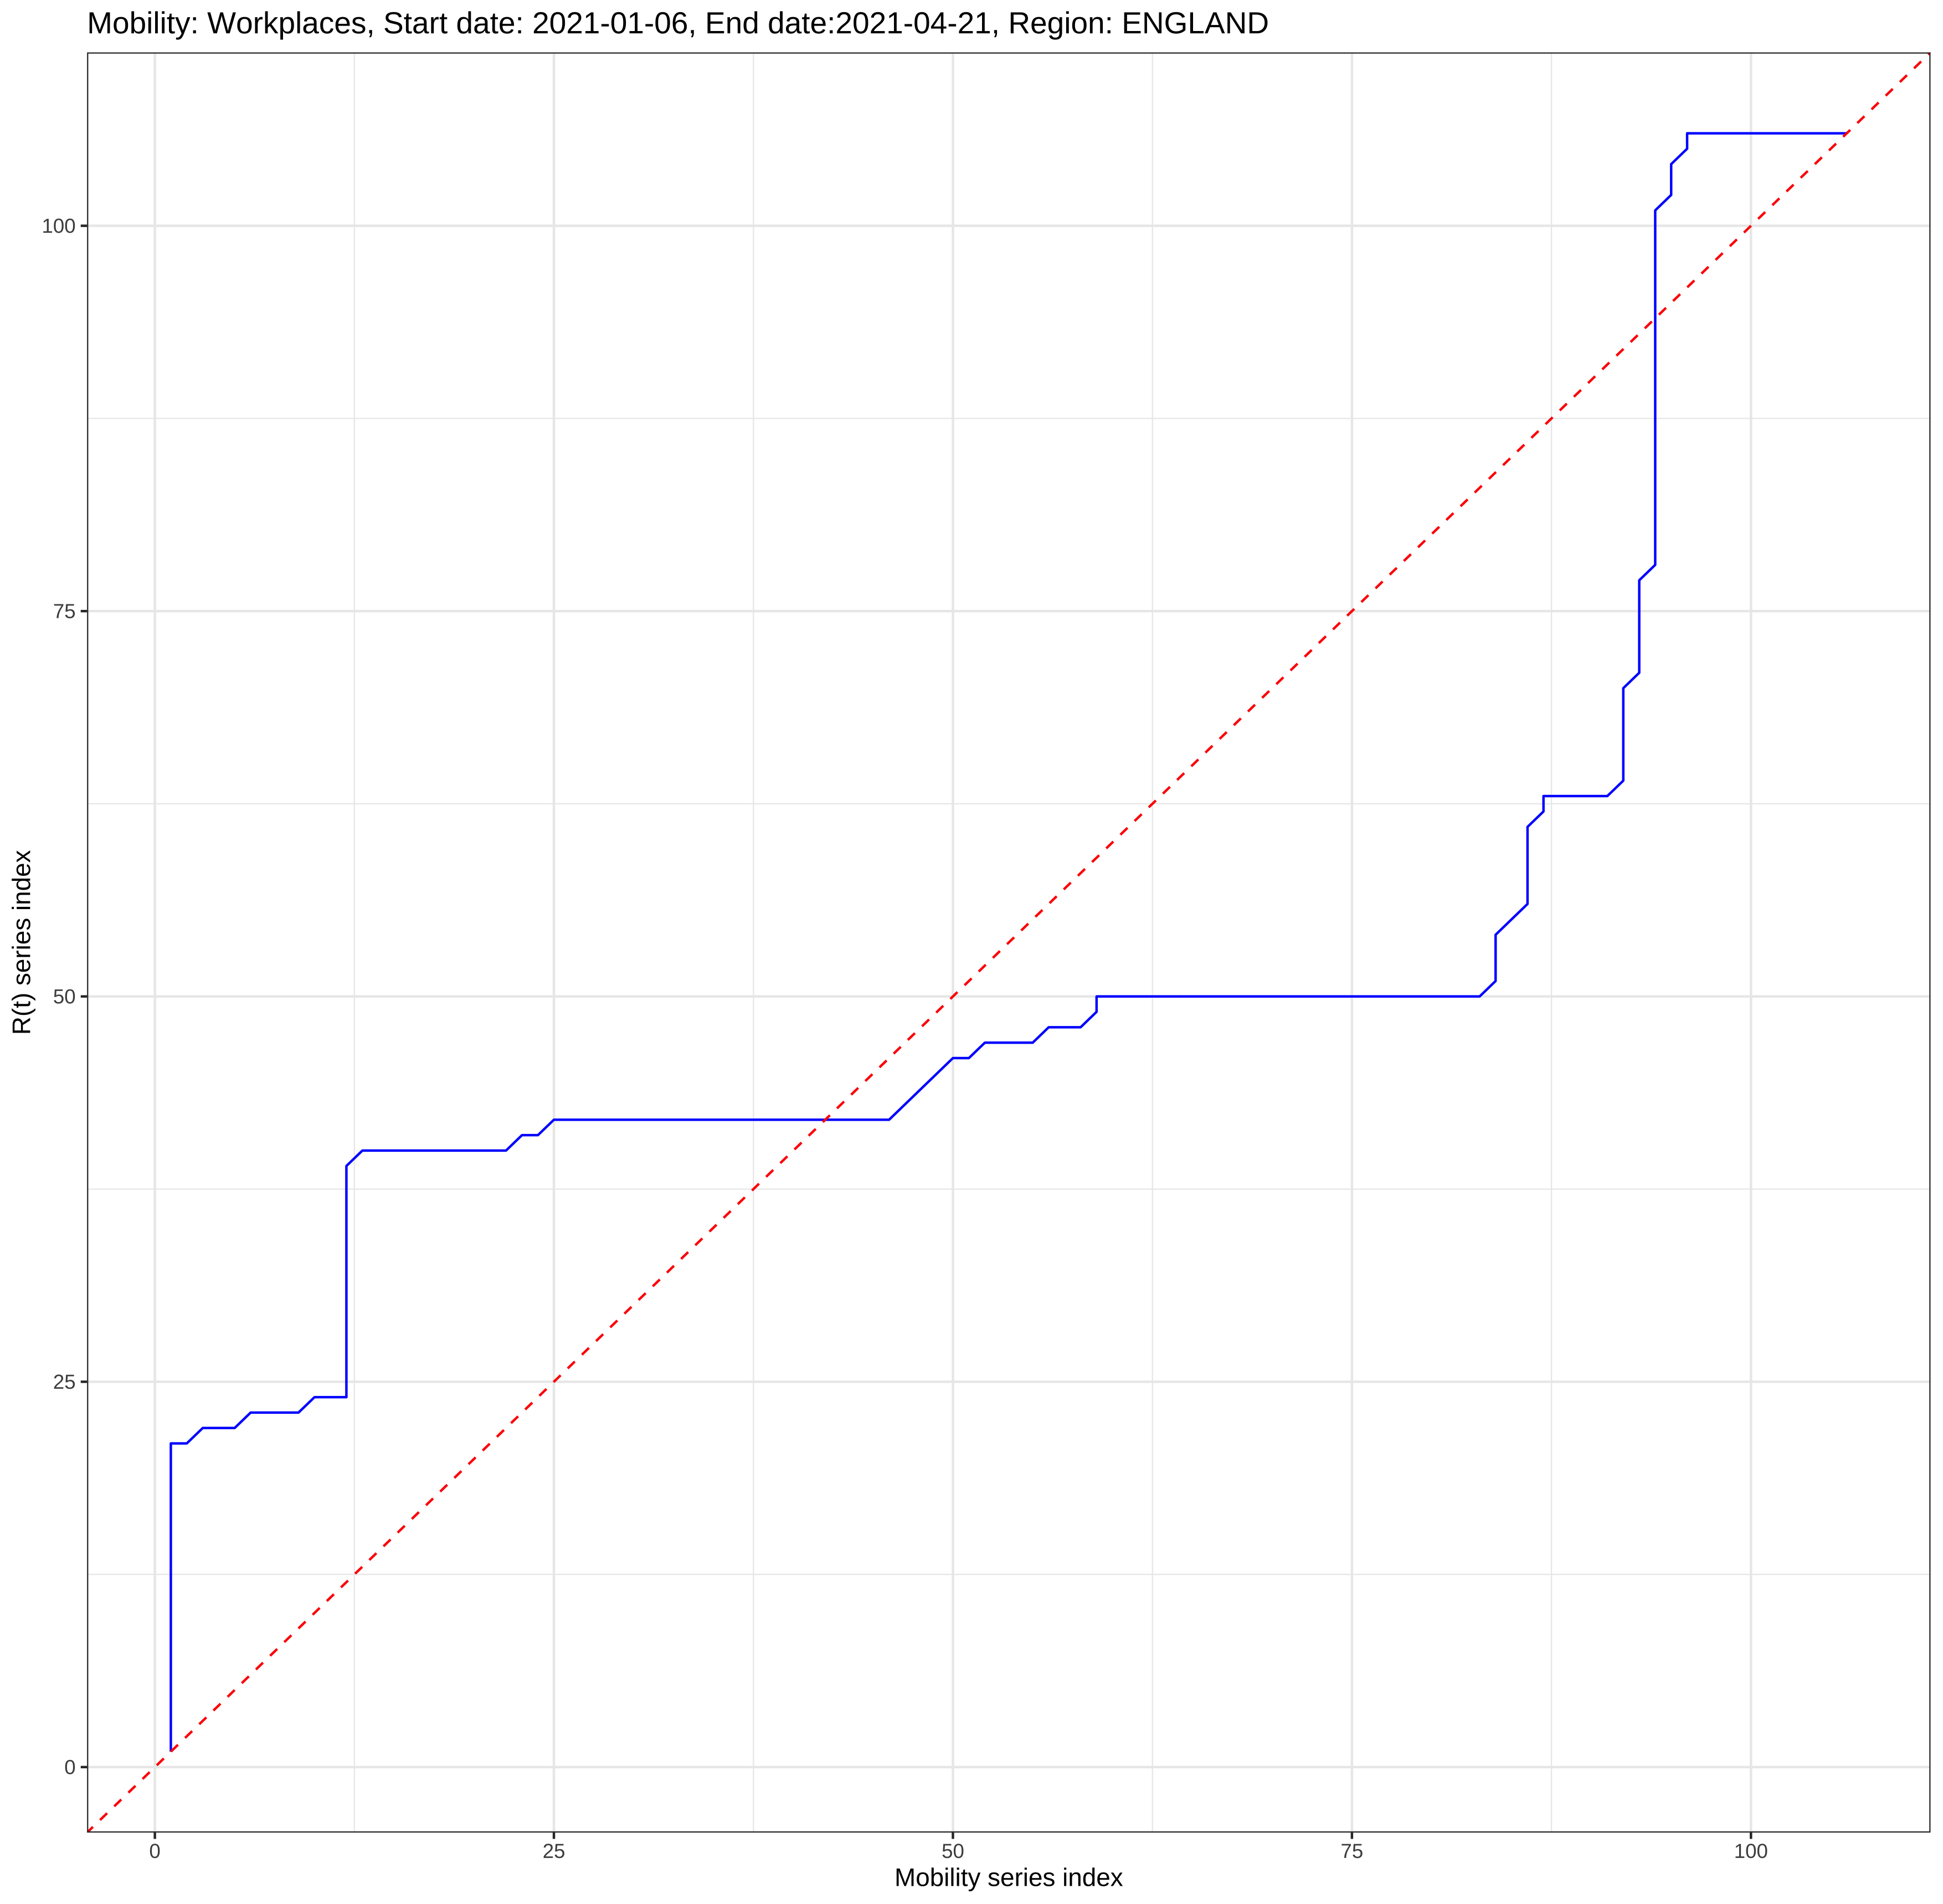 Mobility: Workplaces, Start date: 2021-01-06, End date:2021-04-21, Region: ENGLAND
R(t) series index
100
75
50
25
0
0 25 50 75 100
Mobility series index